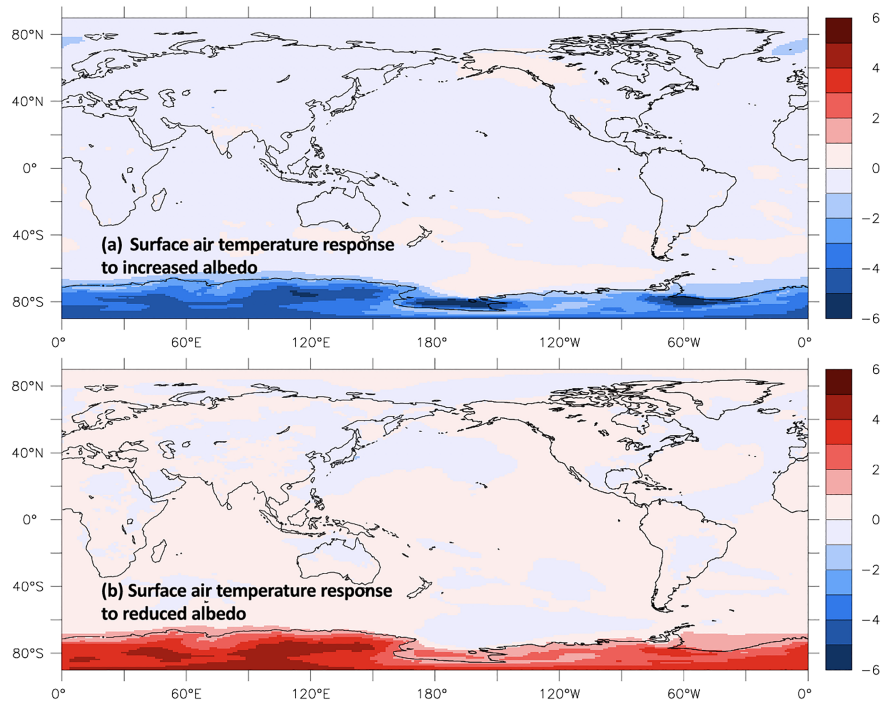 80°N
40°N
0°
40°S
80°S
(a) Surface air temperature response
to increased albedo
0° 60°E 120°E 180° 120°W 60°W 0°
6
4
2
0
−2
−4
−6
80°N
40°N
0°
40°S
80°S
(b) Surface air temperature response
to reduced albedo
0° 60°E 120°E 180° 120°W 60°W 0°
6
4
2
0
−2
−4
−6